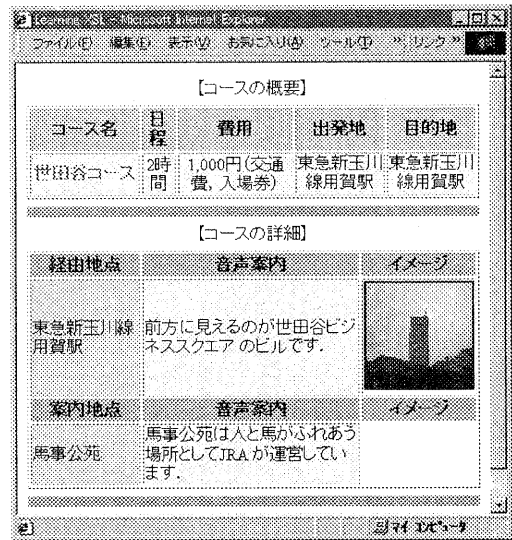 Learning XSL - Microsoft Internet Explorer
ファイル(F) 編集(E) 表示(V) お気に入り(A) ツール(T) » リンク »
【コースの概要】
コース名 日程 費用 出発地 目的地
世田谷コース 2時間 1,000円(交通費, 入場券) 東急新玉川線用賀駅 東急新玉川線用賀駅
【コースの詳細】
経由地点 音声案内 イメージ
東急新玉川線用賀駅 前方に見えるのが世田谷ビジネススクエア のビルです.
案内地点 音声案内 イメージ
馬事公苑 馬事公苑は人と馬がふれあう場所としてJRA が運営しています.
マイ コンピュータ